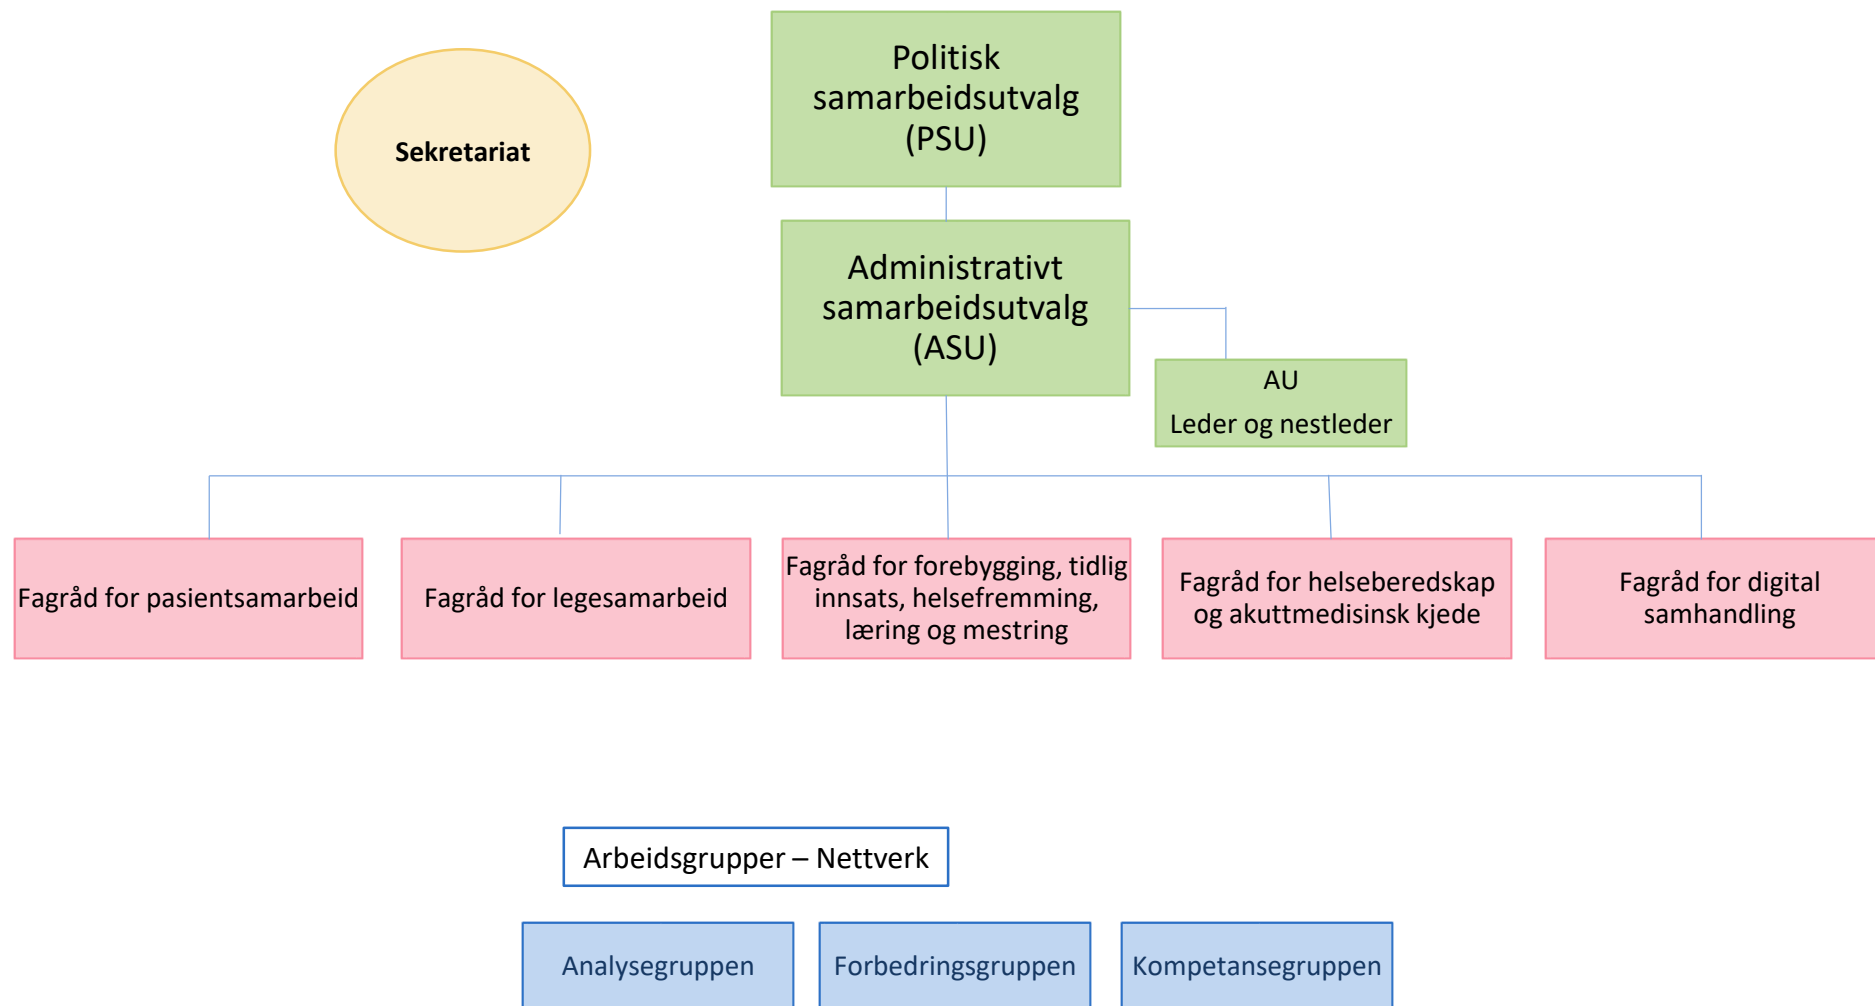 Politisk
samarbeidsutvalg
(PSU)
Sekretariat
Administrativt
samarbeidsutvalg
(ASU)
AU
Leder og nestleder
Fagråd for pasientsamarbeid
Fagråd for legesamarbeid
Fagråd for forebygging, tidlig
innsats, helsefremming,
læring og mestring
Fagråd for helseberedskap
og akuttmedisinsk kjede
Fagråd for digital
samhandling
Arbeidsgrupper – Nettverk
Analysegruppen
Forbedringsgruppen
Kompetansegruppen